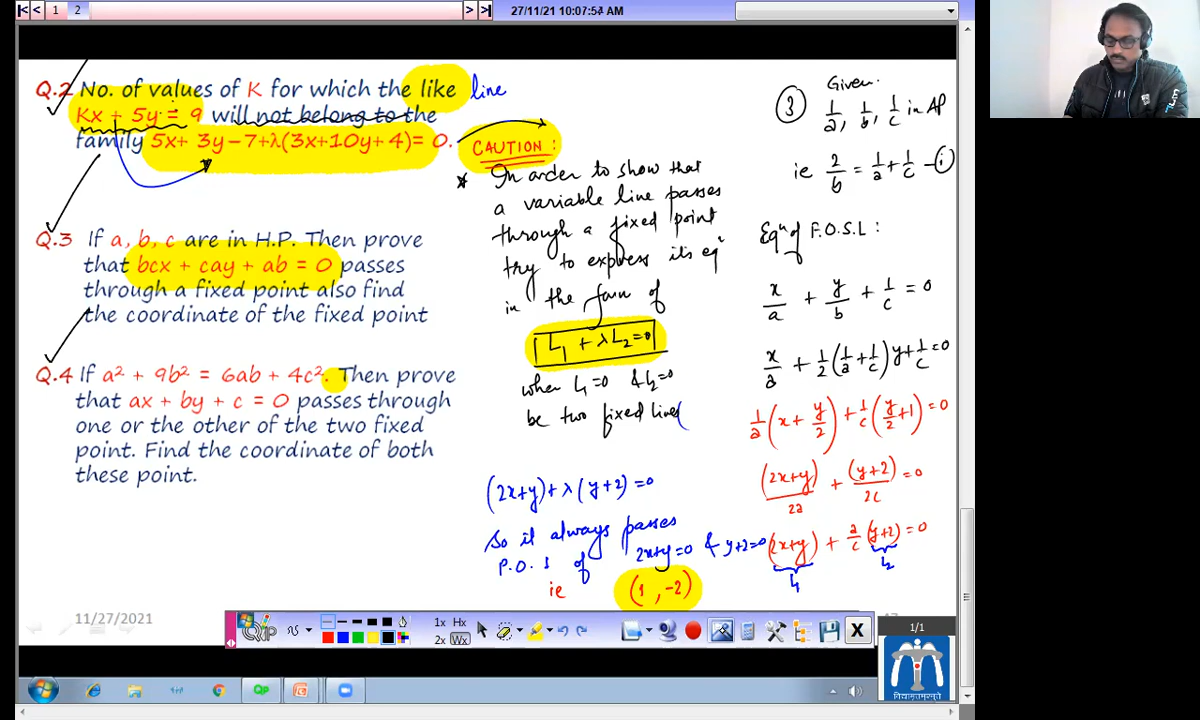 1 2 27/11/21 10:07:54 AM
Q.2 No. of values of K for which the like line
Kx + 5y = 9 will not belong to the
family 5x+ 3y – 7+λ(3x+10y+ 4)= 0.
Q.3 If a, b, c are in H.P. Then prove
that bcx + cay + ab = 0 passes
through a fixed point also find
the coordinate of the fixed point
Q.4 If a² + 9b² = 6ab + 4c². Then prove
that ax + by + c = 0 passes through
one or the other of the two fixed
point. Find the coordinate of both
these point.
CAUTION :
* In order to show that
a variable line passes
through a fixed point
try to express its eqⁿ
in the form of
L₁ + λL₂=0
when L₁=0 & L₂=0
be two fixed lines
(2x+y)+λ(y+2)=0
So it always passes
P.O.I of 2x+y=0 & y+2=0
ie (1, -2)
3 Given.
1/a, 1/b, 1/c in AP
ie 2/b = 1/a + 1/c –(i)
Eqⁿ of F.O.S.L :
x/a + y/b + 1/c = 0
x/a + 1/2(1/a + 1/c)y + 1/c = 0
1/a(x + y/2) + 1/c(y/2 + 1) = 0
(2x+y)/2a + (y+2)/2c = 0
(2x+y) + a/c (y+2) = 0
L₁ L₂
11/27/2021 47
1x Hx
2x Wx
1/1
QP